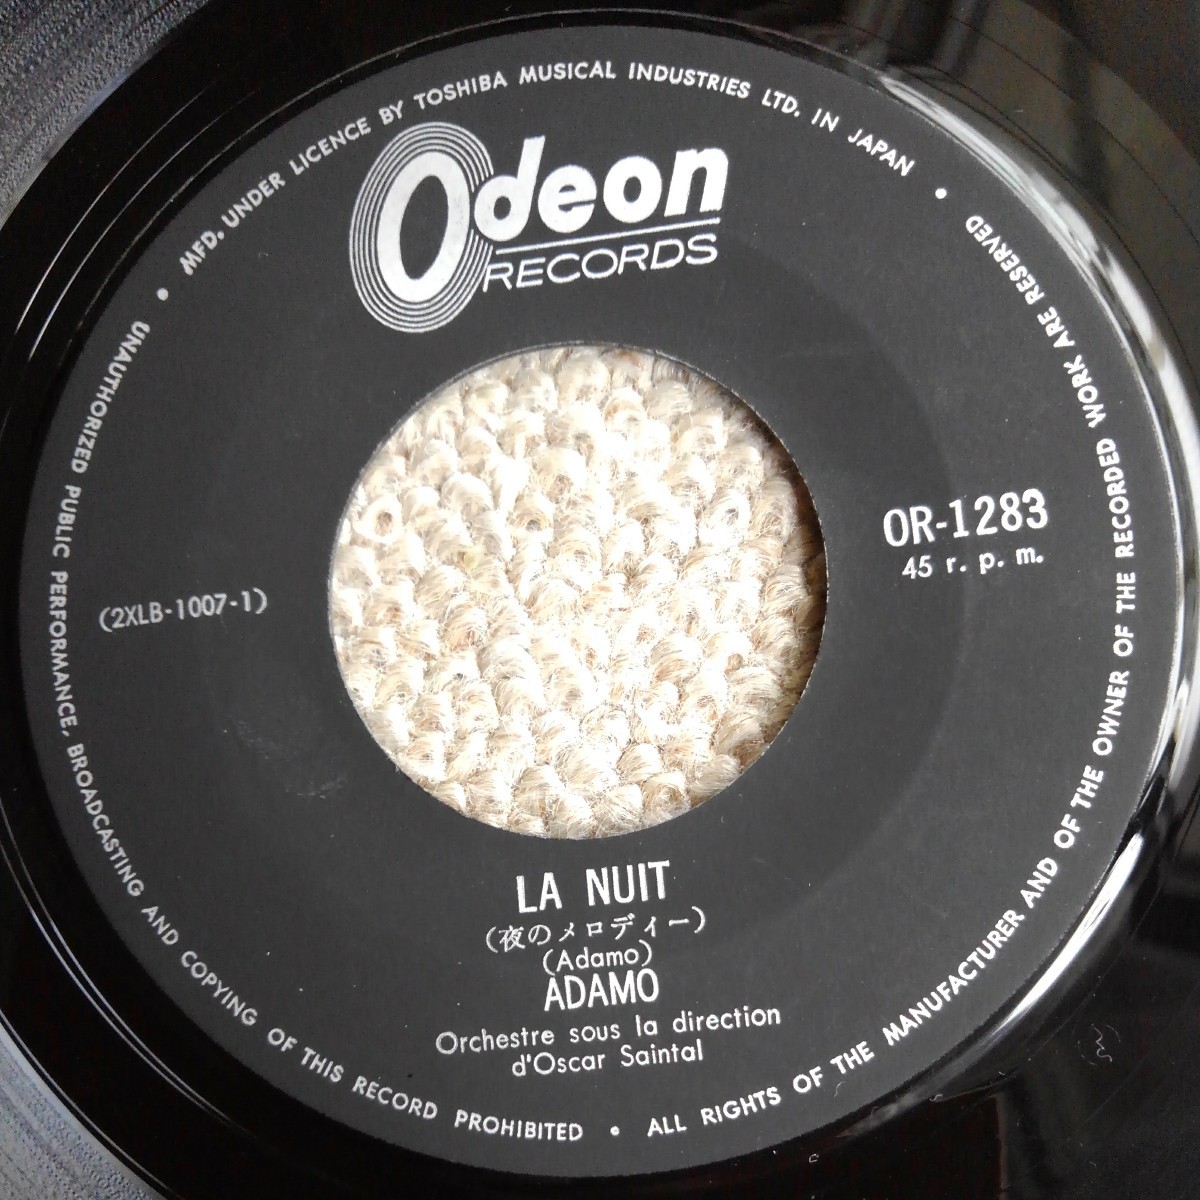 MFD. UNDER LICENCE BY TOSHIBA MUSICAL INDUSTRIES LTD. IN JAPAN •
Odeon
RECORDS
OR-1283
45 r. p. m.
(2XLB-1007-1)
LA NUIT
(夜のメロディー)
(Adamo)
ADAMO
Orchestre sous la direction
d'Oscar Saintal
ALL RIGHTS OF THE MANUFACTURER AND OF THE OWNER OF THE RECORDED WORK ARE RESERVED
• UNAUTHORIZED PUBLIC PERFORMANCE, BROADCASTING AND COPYING OF THIS RECORD PROHIBITED •